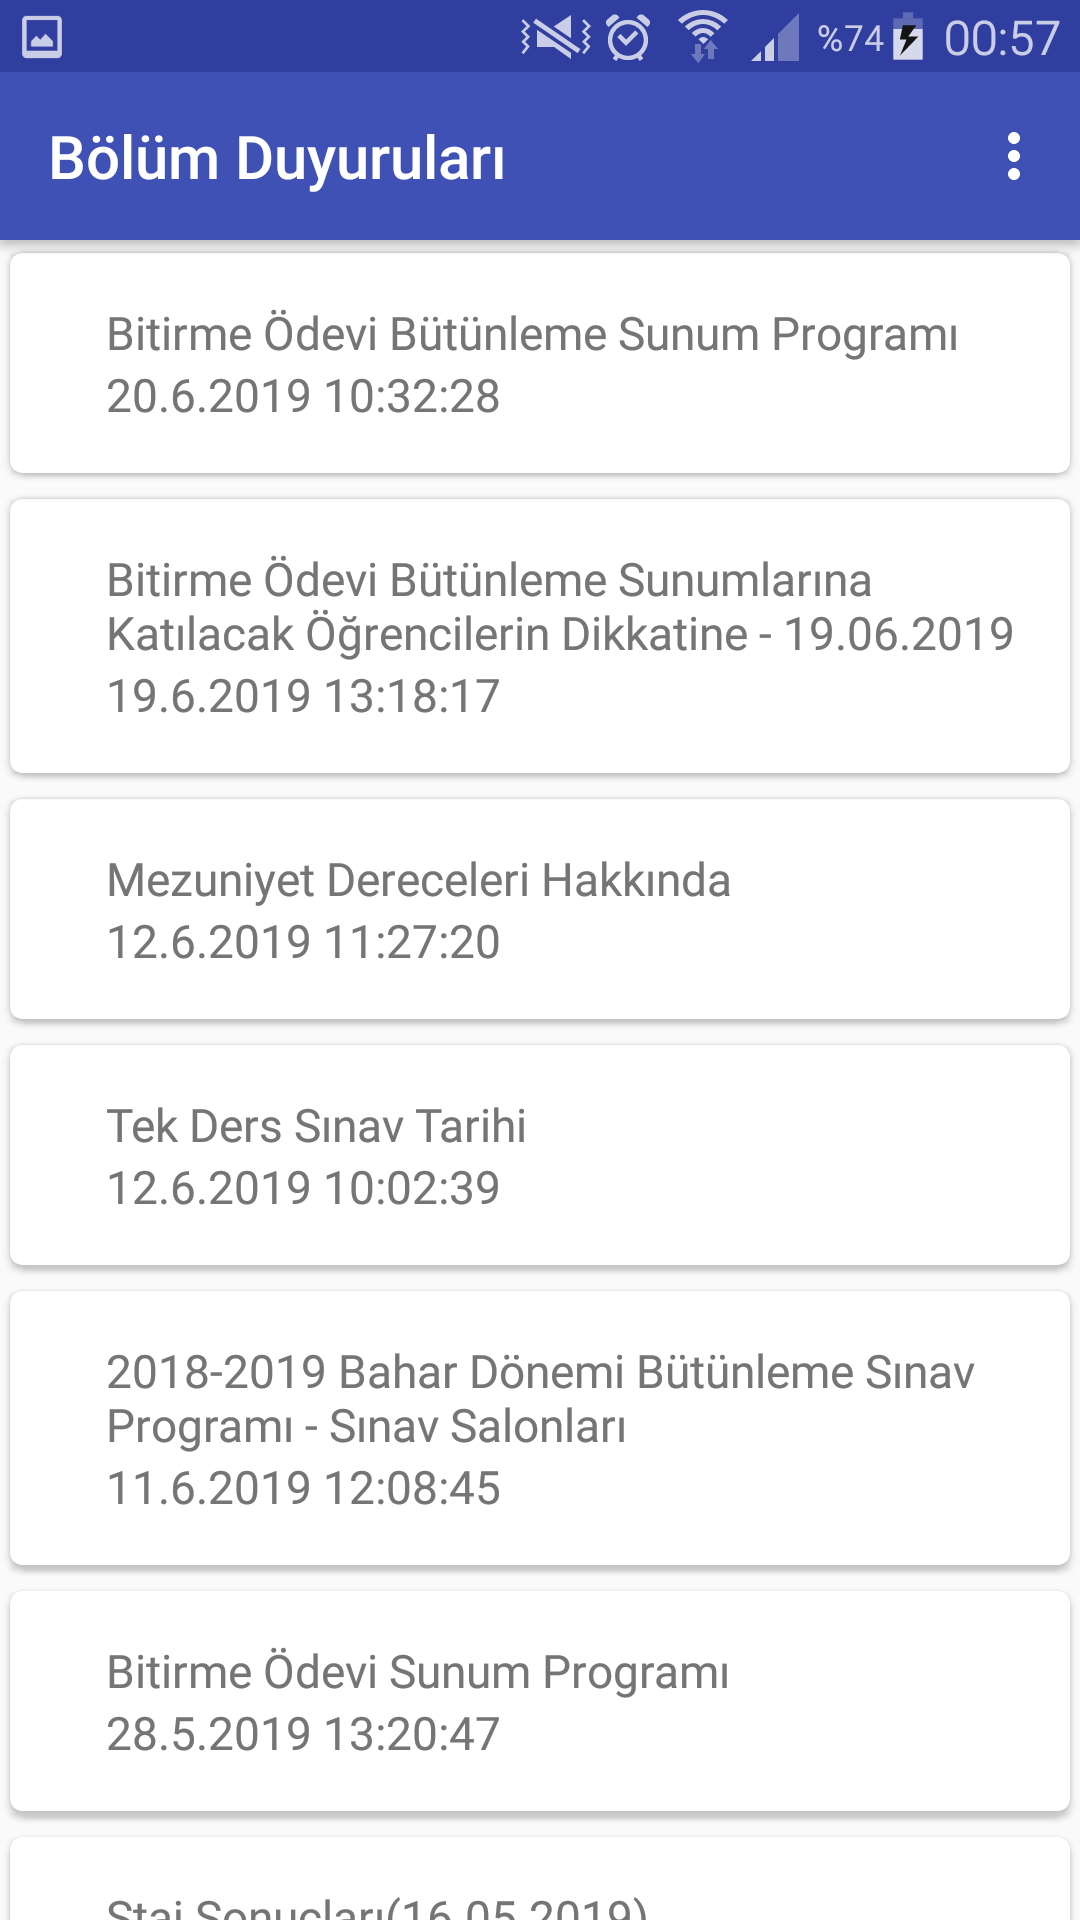 %74 00:57
Bölüm Duyuruları
Bitirme Ödevi Bütünleme Sunum Programı
20.6.2019 10:32:28
Bitirme Ödevi Bütünleme Sunumlarına
Katılacak Öğrencilerin Dikkatine - 19.06.2019
19.6.2019 13:18:17
Mezuniyet Dereceleri Hakkında
12.6.2019 11:27:20
Tek Ders Sınav Tarihi
12.6.2019 10:02:39
2018-2019 Bahar Dönemi Bütünleme Sınav
Programı - Sınav Salonları
11.6.2019 12:08:45
Bitirme Ödevi Sunum Programı
28.5.2019 13:20:47
Staj Sonuçları(16.05.2019)